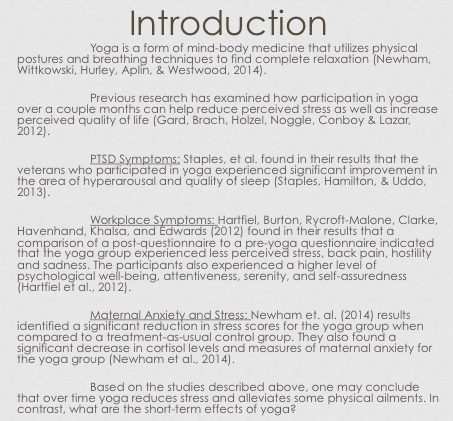 Introduction
Yoga is a form of mind-body medicine that utilizes physical
postures and breathing techniques to find complete relaxation (Newham,
Wittkowski, Hurley, Aplin, & Westwood, 2014).
Previous research has examined how participation in yoga
over a couple months can help reduce perceived stress as well as increase
perceived quality of life (Gard, Brach, Holzel, Noggle, Conboy & Lazar,
2012).
PTSD Symptoms: Staples, et al. found in their results that the
veterans who participated in yoga experienced significant improvement in
the area of hyperarousal and quality of sleep (Staples, Hamilton, & Uddo,
2013).
Workplace Symptoms: Hartfiel, Burton, Rycroft-Malone, Clarke,
Havenhand, Khalsa, and Edwards (2012) found in their results that a
comparison of a post-questionnaire to a pre-yoga questionnaire indicated
that the yoga group experienced less perceived stress, back pain, hostility
and sadness. The participants also experienced a higher level of
psychological well-being, attentiveness, serenity, and self-assuredness
(Hartfiel et al., 2012).
Maternal Anxiety and Stress: Newham et. al. (2014) results
identified a significant reduction in stress scores for the yoga group when
compared to a treatment-as-usual control group. They also found a
significant decrease in cortisol levels and measures of maternal anxiety for
the yoga group (Newham et al., 2014).
Based on the studies described above, one may conclude
that over time yoga reduces stress and alleviates some physical ailments. In
contrast, what are the short-term effects of yoga?